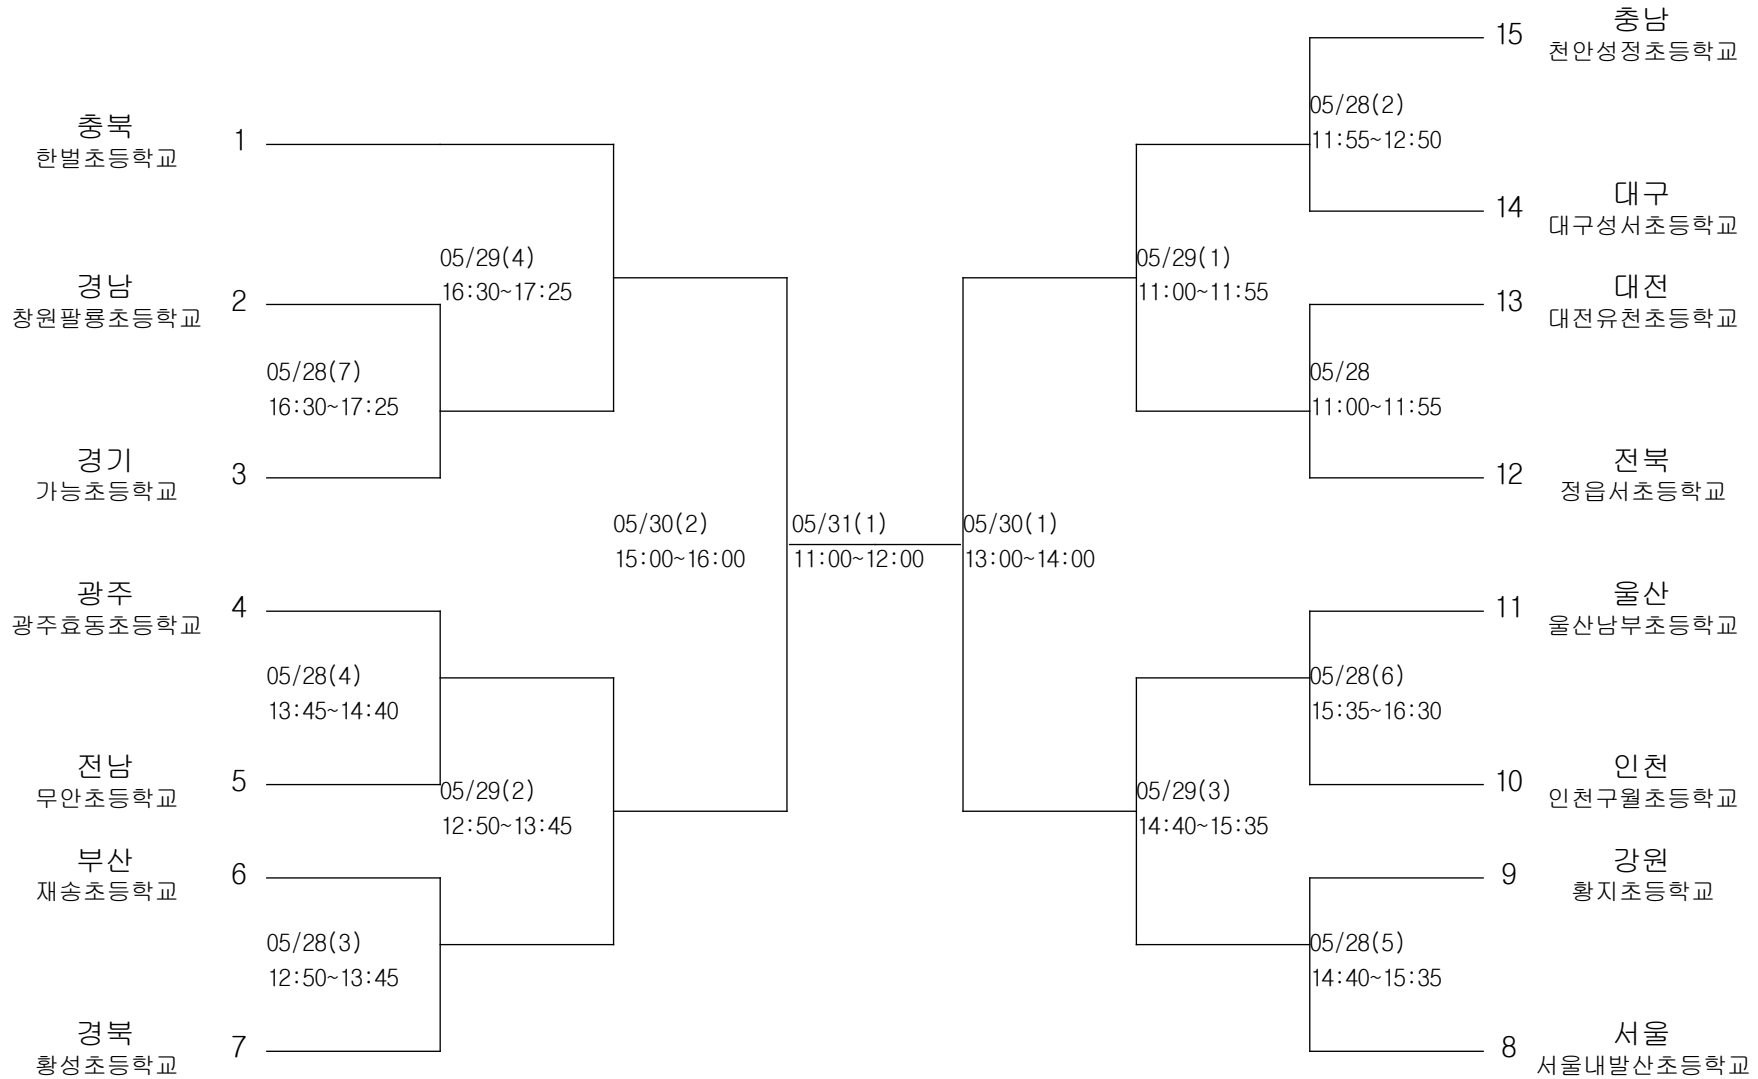 충북
한벌초등학교
1
경남
창원팔룡초등학교
2
05/28(7)
16:30~17:25
경기
가능초등학교
3
05/29(4)
16:30~17:25
광주
광주효동초등학교
4
05/28(4)
13:45~14:40
전남
무안초등학교
5
05/29(2)
12:50~13:45
부산
재송초등학교
6
05/28(3)
12:50~13:45
경북
황성초등학교
7
05/30(2)
15:00~16:00
05/31(1)
11:00~12:00
05/30(1)
13:00~14:00
15
충남
천안성정초등학교
05/28(2)
11:55~12:50
14
대구
대구성서초등학교
05/29(1)
11:00~11:55
13
대전
대전유천초등학교
05/28
11:00~11:55
12
전북
정읍서초등학교
11
울산
울산남부초등학교
05/28(6)
15:35~16:30
10
인천
인천구월초등학교
05/29(3)
14:40~15:35
9
강원
황지초등학교
05/28(5)
14:40~15:35
8
서울
서울내발산초등학교